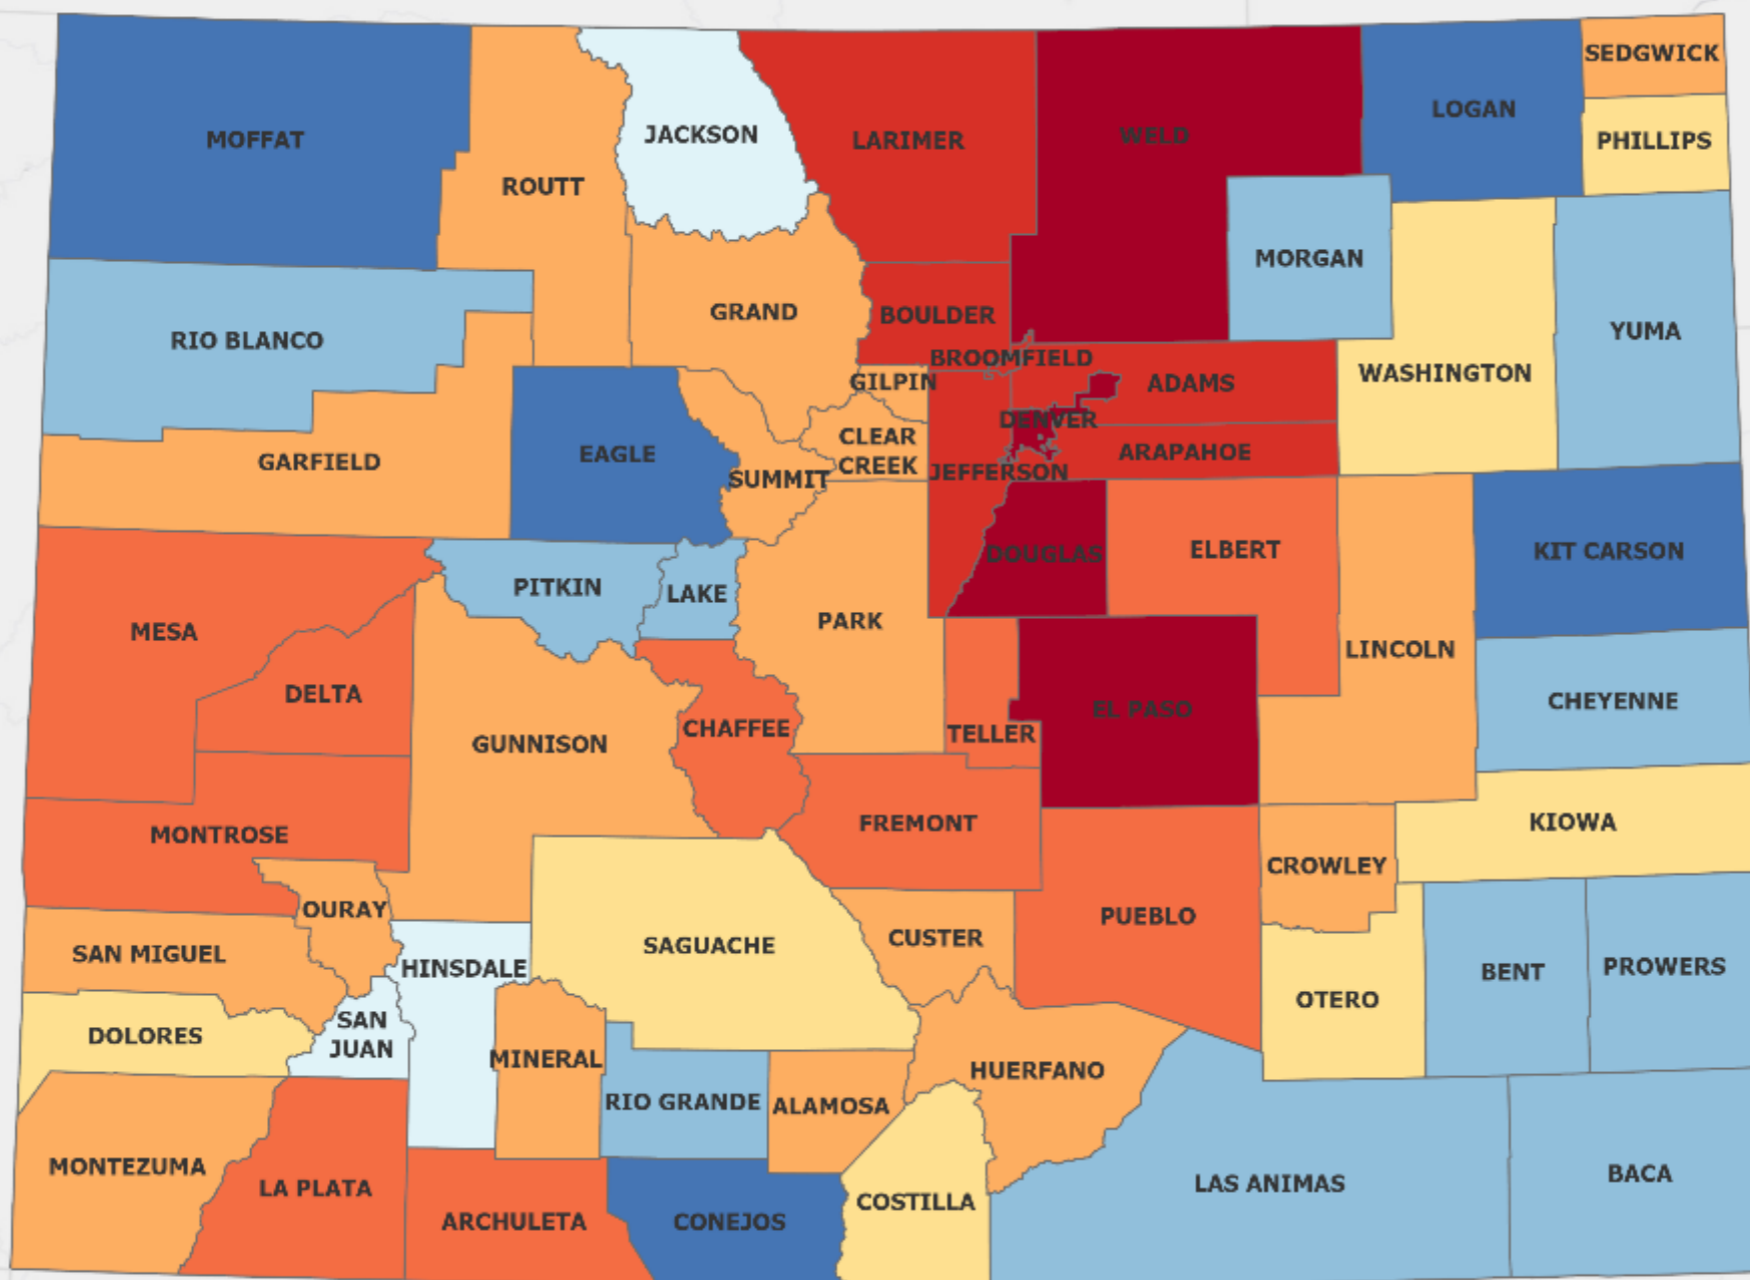 SEDGWICK
LOGAN
MOFFAT
JACKSON
LARIMER
WELD
PHILLIPS
ROUTT
MORGAN
GRAND
BOULDER
YUMA
RIO BLANCO
BROOMFIELD
WASHINGTON
GILPIN
ADAMS
DENVER
CLEAR
CREEK
EAGLE
GARFIELD
ARAPAHOE
JEFFERSON
SUMMIT
DOUGLAS
ELBERT
KIT CARSON
PITKIN
LAKE
PARK
MESA
LINCOLN
DELTA
CHEYENNE
EL PASO
CHAFFEE
TELLER
GUNNISON
KIOWA
FREMONT
MONTROSE
CROWLEY
OURAY
PUEBLO
CUSTER
SAGUACHE
SAN MIGUEL
HINSDALE
PROWERS
BENT
OTERO
SAN
JUAN
DOLORES
MINERAL
HUERFANO
RIO GRANDE
ALAMOSA
MONTEZUMA
BACA
LAS ANIMAS
LA PLATA
COSTILLA
ARCHULETA
CONEJOS